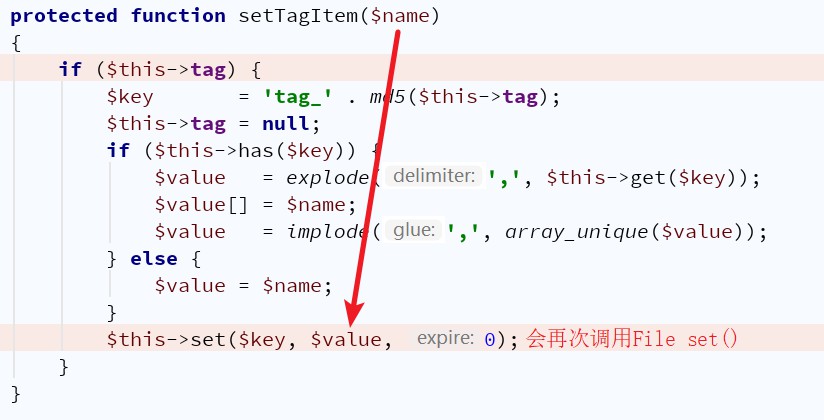 protected function setTagItem($name)
{
if ($this->tag) {
$key = 'tag_' . md5($this->tag);
$this->tag = null;
if ($this->has($key)) {
$value = explode( delimiter: ',', $this->get($key));
$value[] = $name;
$value = implode( glue: ',', array_unique($value));
} else {
$value = $name;
}
$this->set($key, $value, expire: 0); 会再次调用File set()
}
}